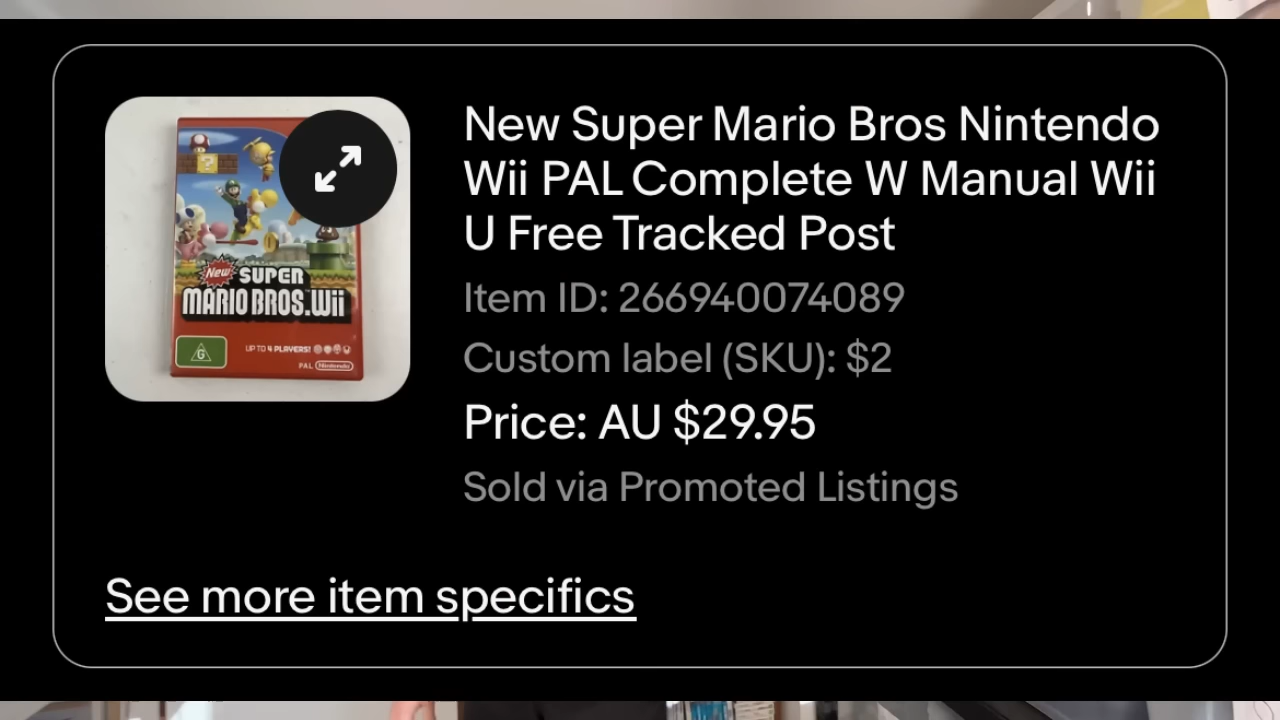 New Super Mario Bros Nintendo
Wii PAL Complete W Manual Wii
U Free Tracked Post
Item ID: 266940074089
Custom label (SKU): $2
Price: AU $29.95
Sold via Promoted Listings
See more item specifics
New SUPER
MARIO BROS. Wii
G
UP TO 4 PLAYERS!
PAL Nintendo